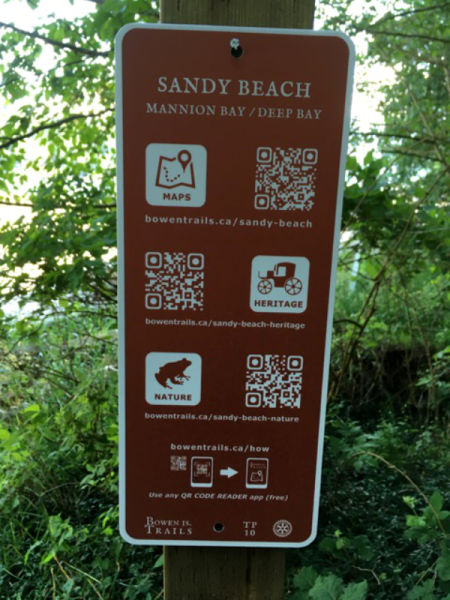 SANDY BEACH
MANNION BAY / DEEP BAY
MAPS
bowentrails.ca/sandy-beach
HERITAGE
bowentrails.ca/sandy-beach-heritage
NATURE
bowentrails.ca/sandy-beach-nature
bowentrails.ca/how
Use any QR CODE READER app (free)
BOWEN IS.
TRAILS
TP
10